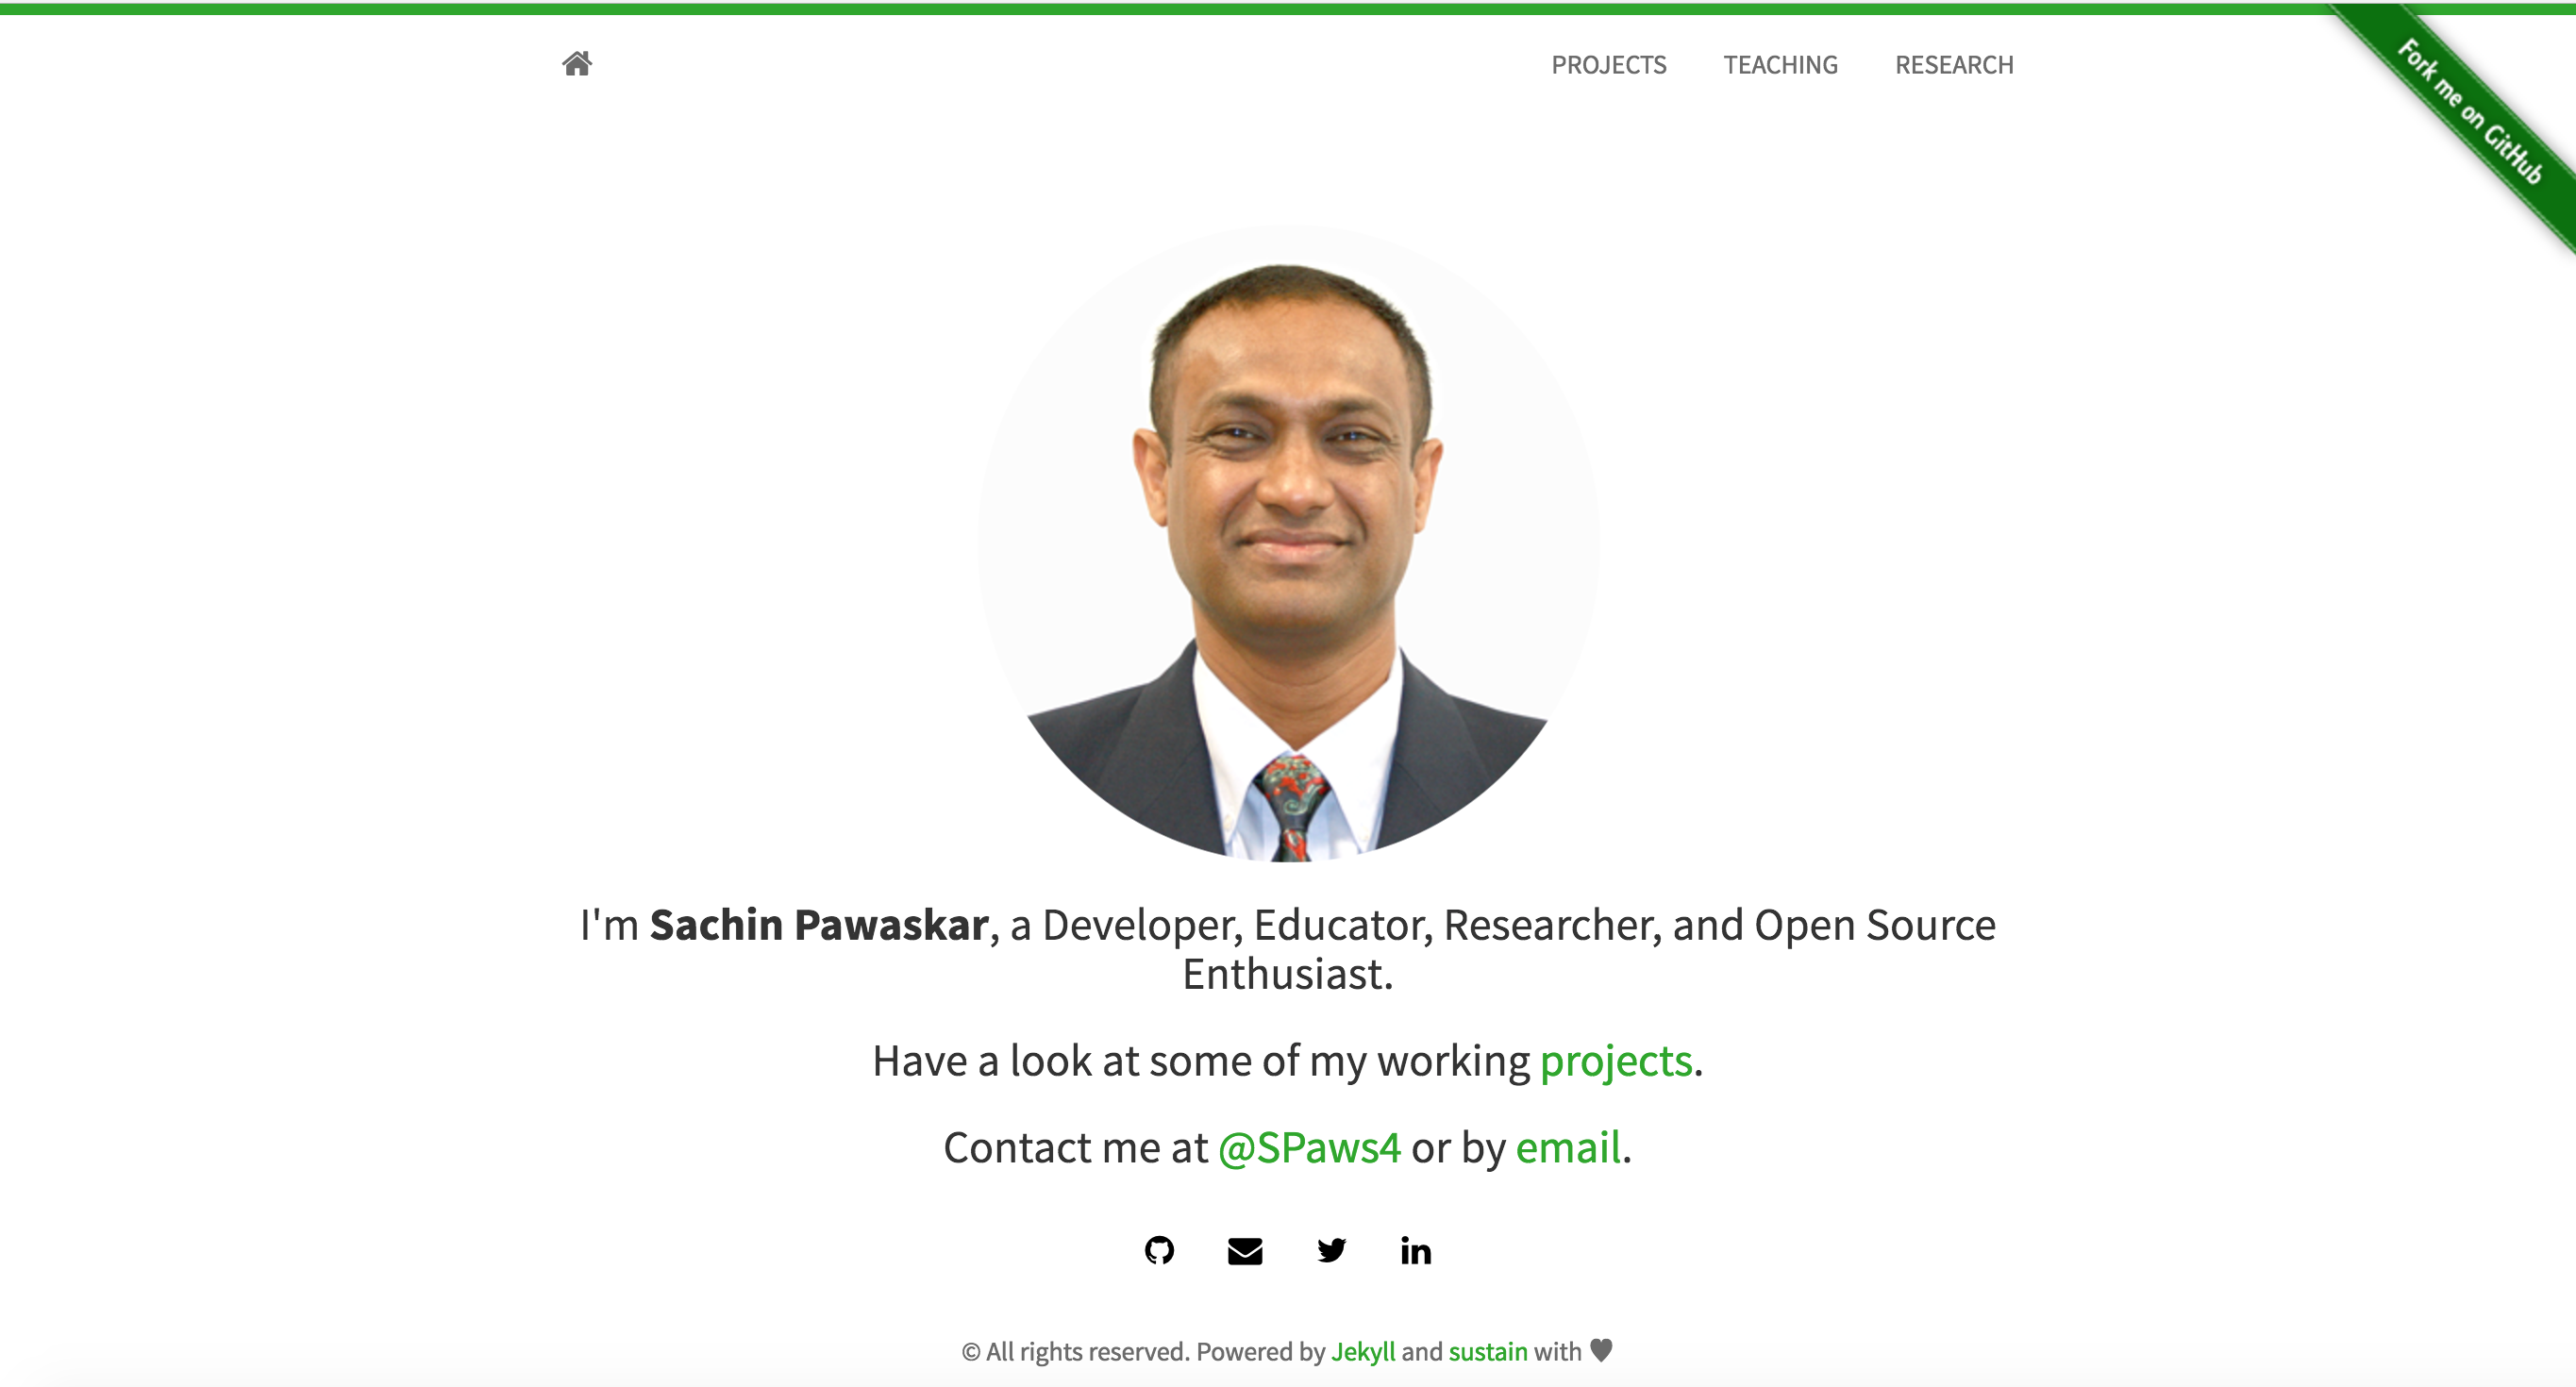 PROJECTS TEACHING RESEARCH
Fork me on GitHub
I'm Sachin Pawaskar, a Developer, Educator, Researcher, and Open Source
Enthusiast.
Have a look at some of my working projects.
Contact me at @SPaws4 or by email.
in
© All rights reserved. Powered by Jekyll and sustain with